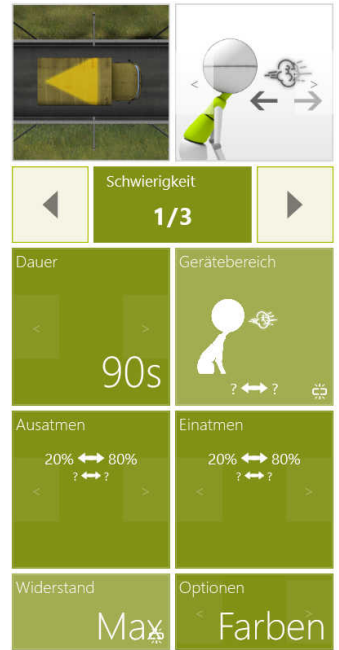 Schwierigkeit
1/3
Dauer
90s
Gerätebereich
? ?
Ausatmen
20% 80%
? ?
Einatmen
20% 80%
? ?
Widerstand
Max
Optionen
Farben